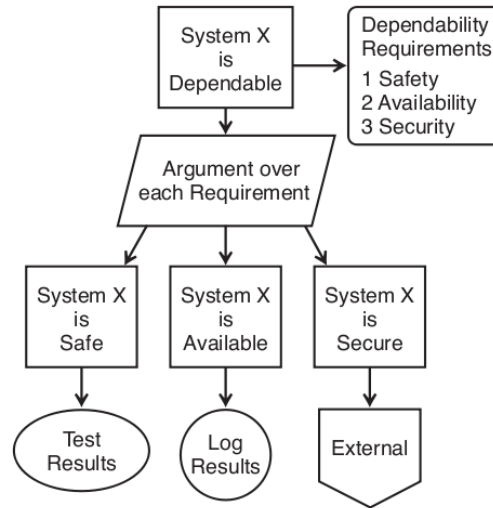 System X
is
Dependable
Dependability
Requirements
1 Safety
2 Availability
3 Security
Argument over
each Requirement
System X
is
Safe
System X
is
Available
System X
is
Secure
Test
Results
Log
Results
External